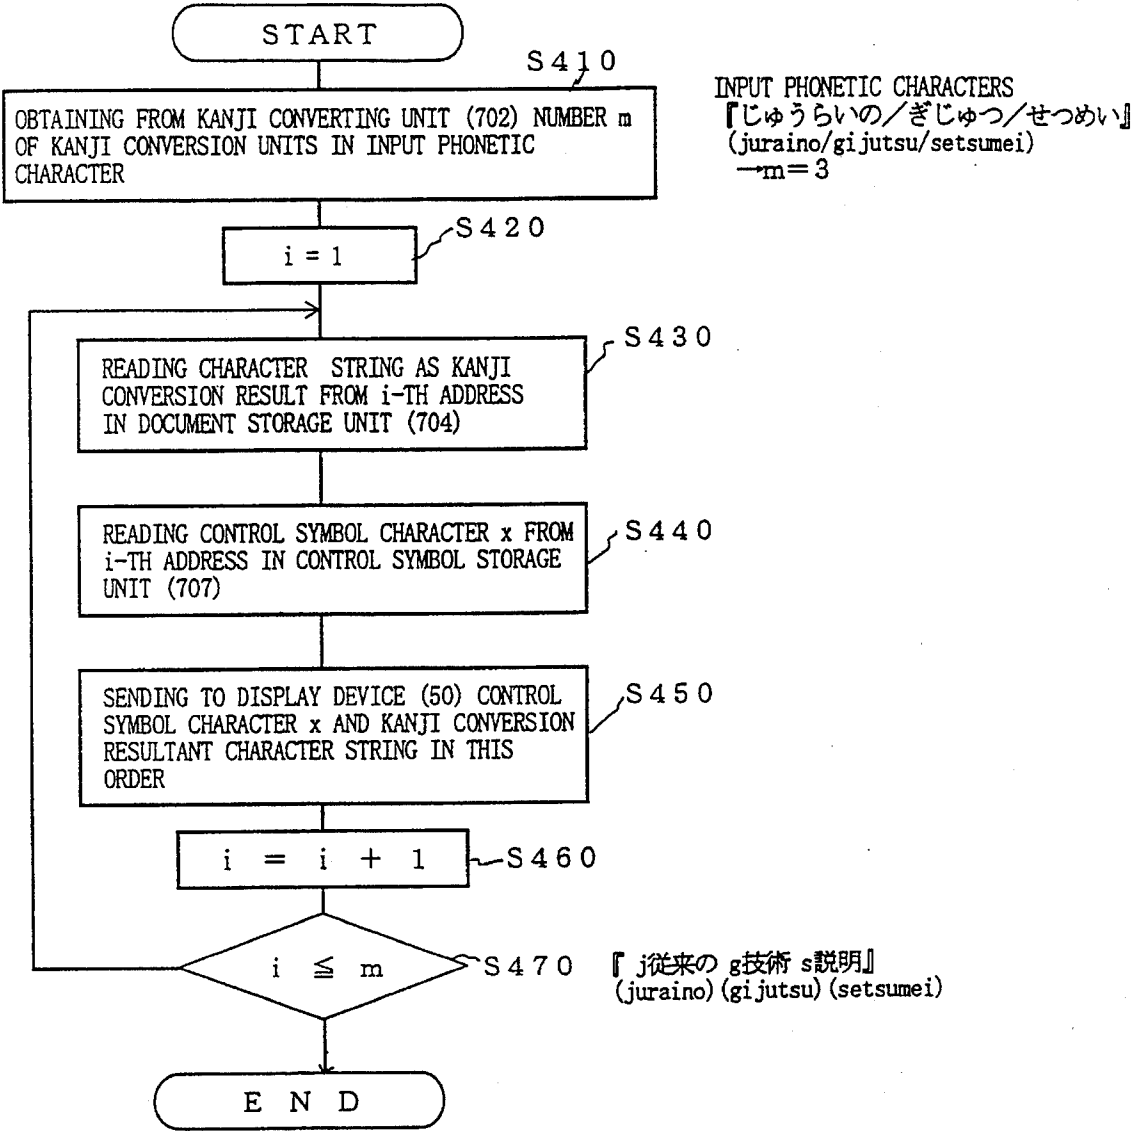 START
S410
OBTAINING FROM KANJI CONVERTING UNIT (702) NUMBER m
OF KANJI CONVERSION UNITS IN INPUT PHONETIC
CHARACTER
INPUT PHONETIC CHARACTERS
『じゅうらいの/ぎじゅつ/せつめい』
(juraino/gijutsu/setsumei)
→m=3
S420
i = 1
S430
READING CHARACTER STRING AS KANJI
CONVERSION RESULT FROM i-TH ADDRESS
IN DOCUMENT STORAGE UNIT (704)
S440
READING CONTROL SYMBOL CHARACTER x FROM
i-TH ADDRESS IN CONTROL SYMBOL STORAGE
UNIT (707)
S450
SENDING TO DISPLAY DEVICE (50) CONTROL
SYMBOL CHARACTER x AND KANJI CONVERSION
RESULTANT CHARACTER STRING IN THIS
ORDER
i = i + 1
S460
i ≦ m
S470
『 j従来の g技術 s説明』
(juraino)(gijutsu)(setsumei)
END